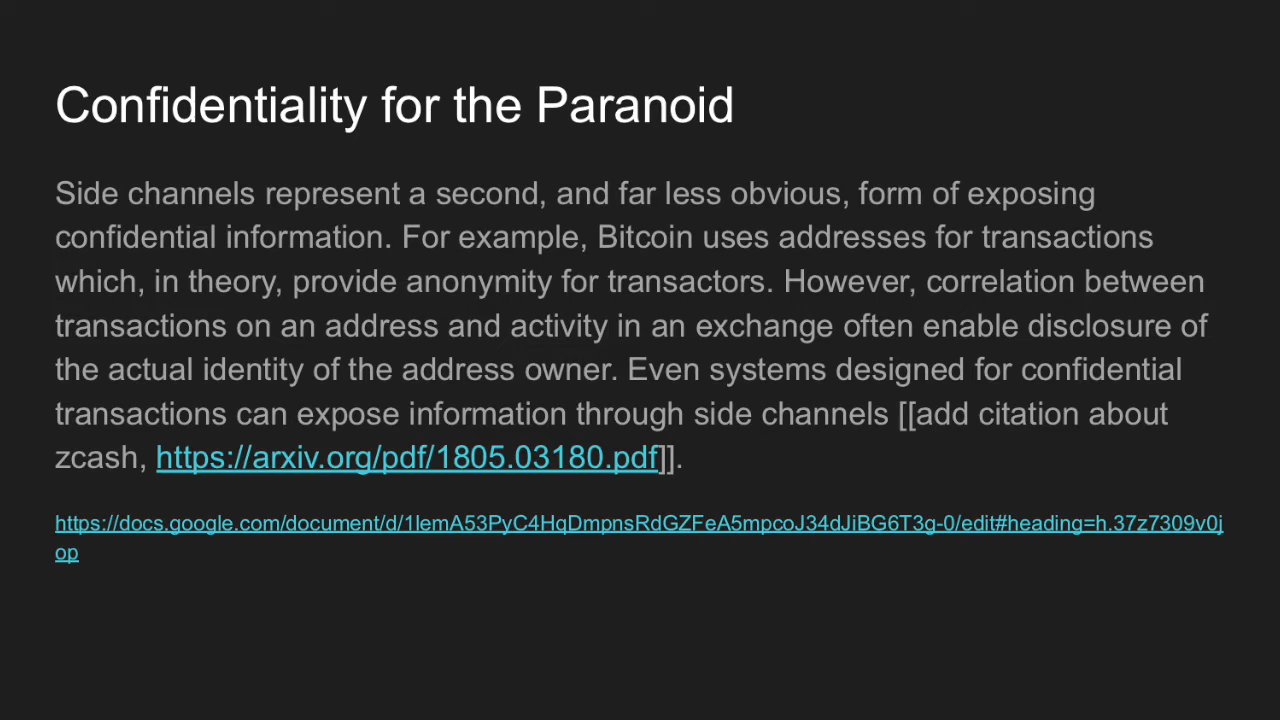 Confidentiality for the Paranoid
Side channels represent a second, and far less obvious, form of exposing
confidential information. For example, Bitcoin uses addresses for transactions
which, in theory, provide anonymity for transactors. However, correlation between
transactions on an address and activity in an exchange often enable disclosure of
the actual identity of the address owner. Even systems designed for confidential
transactions can expose information through side channels [[add citation about
zcash, https://arxiv.org/pdf/1805.03180.pdf]].
https://docs.google.com/document/d/1lemA53PyC4HqDmpnsRdGZFeA5mpcoJ34dJiBG6T3g-0/edit#heading=h.37z7309v0j
op